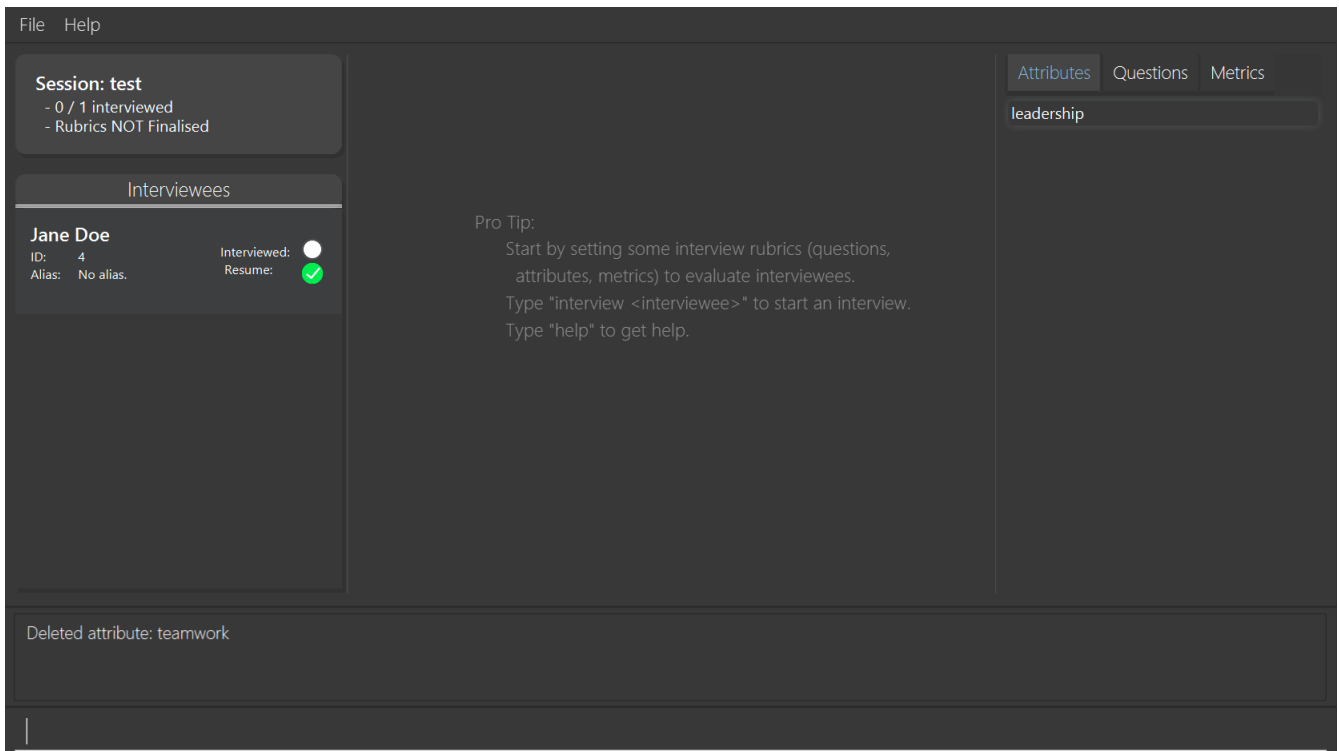 File Help
Session: test
- 0 / 1 interviewed
- Rubrics NOT Finalised
Interviewees
Jane Doe
ID: 4
Alias: No alias.
Interviewed:
Resume:
Pro Tip:
Start by setting some interview rubrics (questions,
attributes, metrics) to evaluate interviewees.
Type "interview <interviewee>" to start an interview.
Type "help" to get help.
Attributes Questions Metrics
leadership
Deleted attribute: teamwork